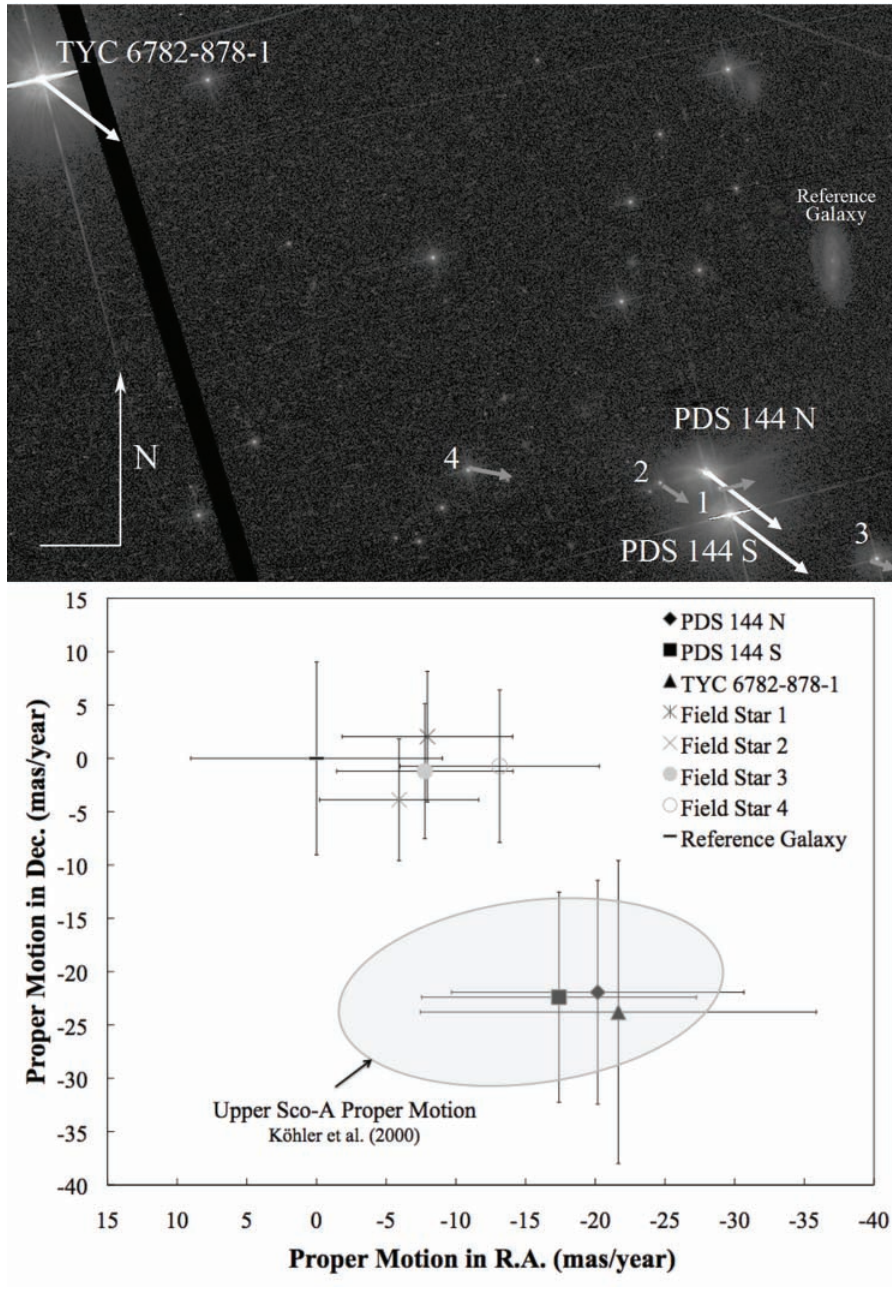 TYC 6782-878-1
Reference
Galaxy
N
PDS 144 N
4
2
1
PDS 144 S
3
15
10
5
0
-5
-10
-15
-20
-25
-30
-35
-40
Proper Motion in Dec. (mas/year)
PDS 144 N
PDS 144 S
TYC 6782-878-1
Field Star 1
Field Star 2
Field Star 3
Field Star 4
Reference Galaxy
Upper Sco-A Proper Motion
Köhler et al. (2000)
15 10 5 0 -5 -10 -15 -20 -25 -30 -35 -40
Proper Motion in R.A. (mas/year)